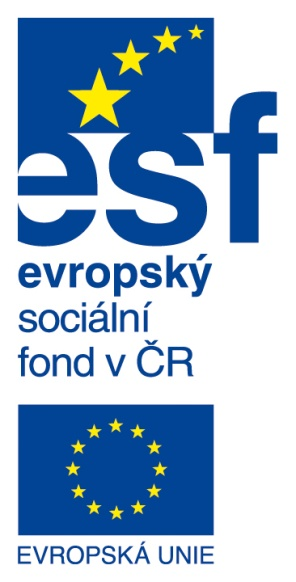 esf
evropský
sociální
fond v ČR
EVROPSKÁ UNIE